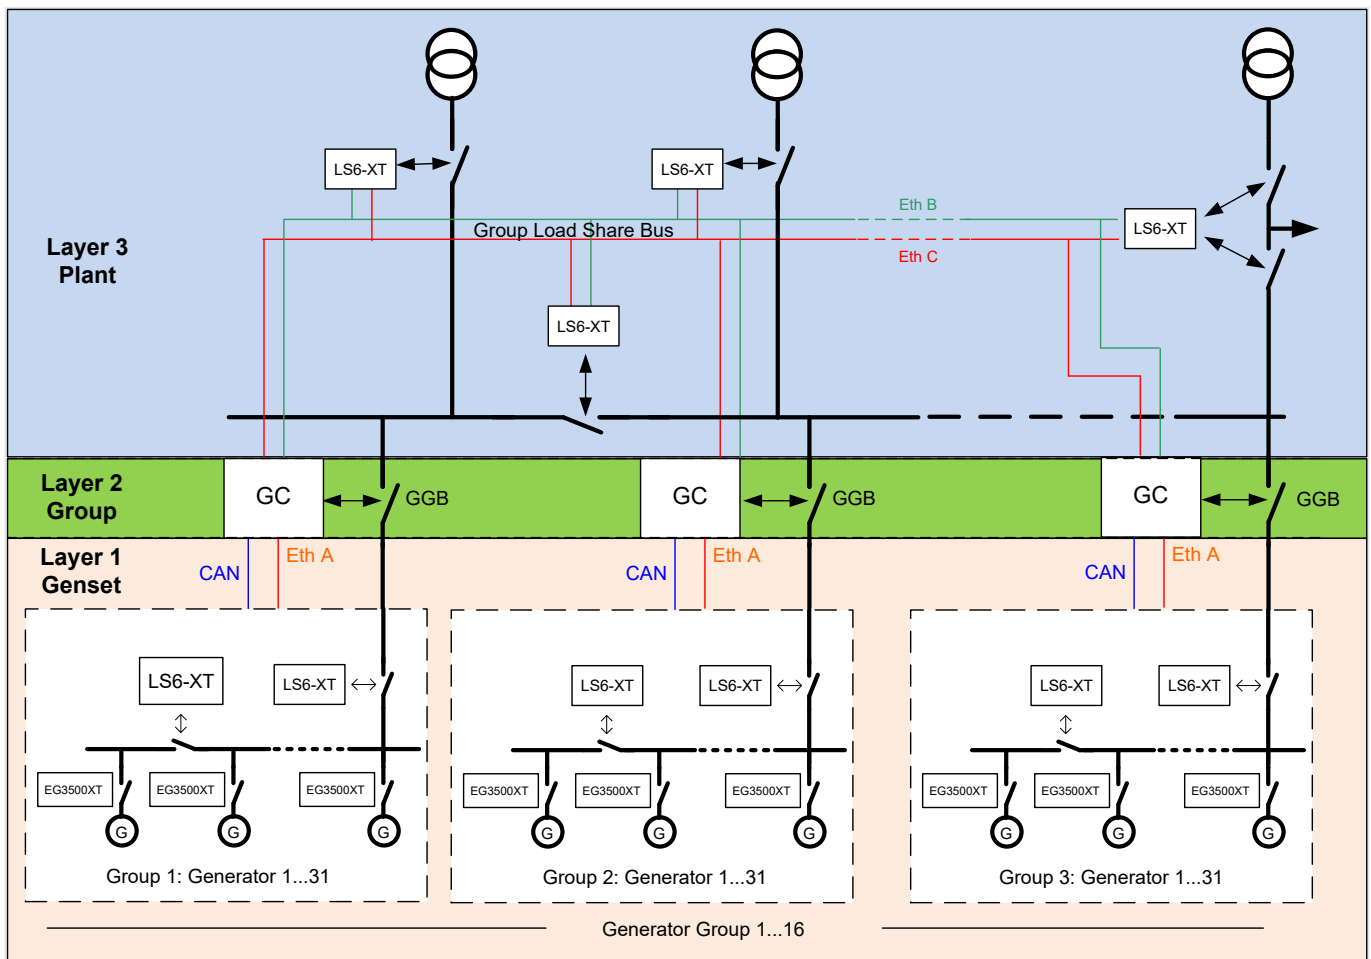 LS6-XT
LS6-XT
Eth B
Group Load Share Bus
LS6-XT
Eth C
Layer 3
Plant
LS6-XT
Layer 2
Group
GC
GGB
GC
GGB
GC
GGB
Layer 1
Genset
CAN
Eth A
CAN
Eth A
CAN
Eth A
LS6-XT
LS6-XT
LS6-XT
LS6-XT
LS6-XT
LS6-XT
EG3500XT
EG3500XT
EG3500XT
EG3500XT
EG3500XT
EG3500XT
EG3500XT
EG3500XT
EG3500XT
G
G
G
G
G
G
G
G
G
Group 1: Generator 1...31
Group 2: Generator 1...31
Group 3: Generator 1...31
Generator Group 1...16